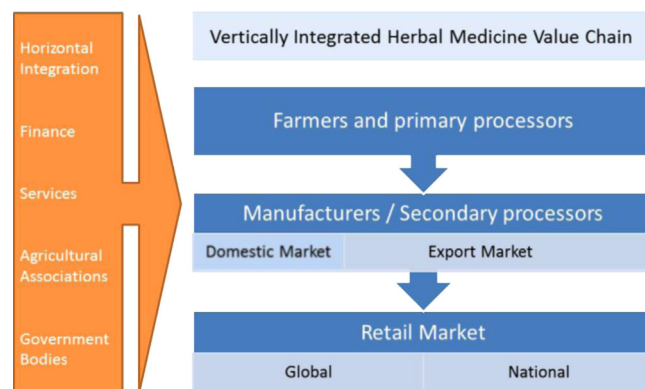 Horizontal
Integration
Finance
Services
Agricultural
Associations
Government
Bodies
Vertically Integrated Herbal Medicine Value Chain
Farmers and primary processors
Manufacturers / Secondary processors
Domestic Market
Export Market
Retail Market
Global
National